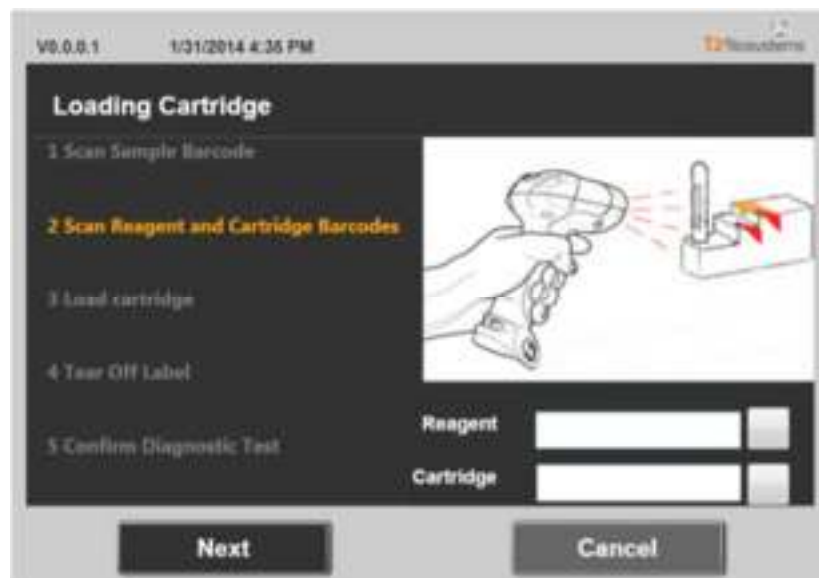 V0.0.0.1 1/31/2014 4:35 PM
Loading Cartridge
1 Scan Sample Barcode
2 Scan Reagent and Cartridge Barcodes
3 Load cartridge
4 Tear Off Label
5 Confirm Diagnostic Test
Reagent
Cartridge
Next
Cancel